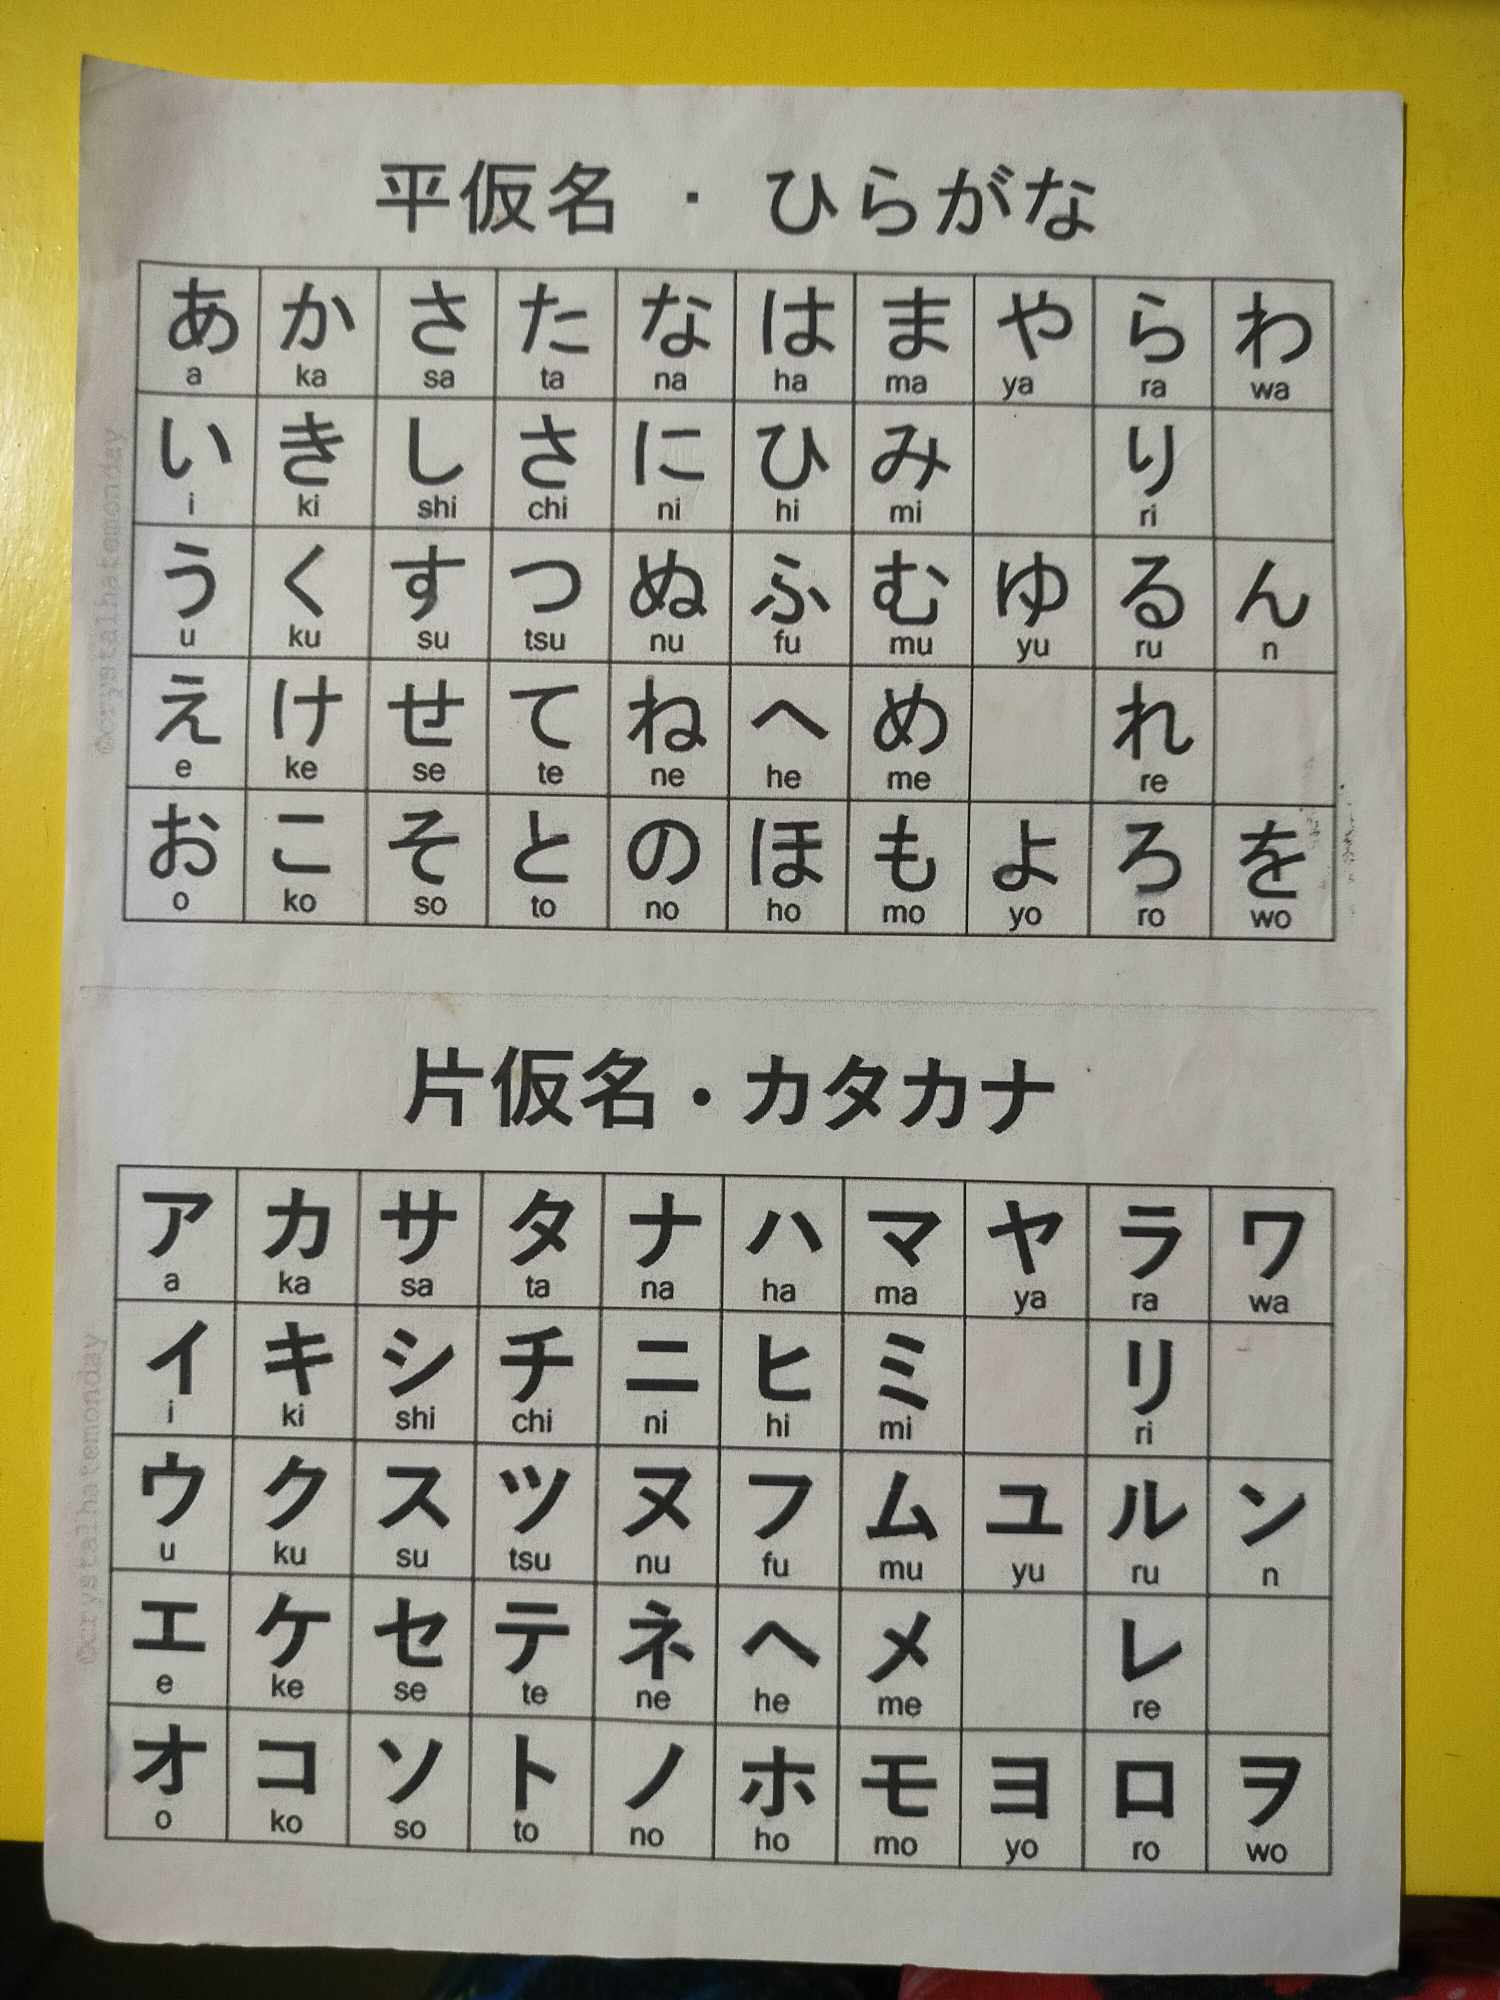 平仮名 · ひらがな
あ か さ た な は ま や ら わ
a ka sa ta na ha ma ya ra wa
い き し さ に ひ み り
i ki shi chi ni hi mi ri
う く す つ ぬ ふ む ゆ る ん
u ku su tsu nu fu mu yu ru n
え け せ て ね へ め れ
e ke se te ne he me re
お こ そ と の ほ も よ ろ を
o ko so to no ho mo yo ro wo
©crystalhatemonday
片仮名・カタカナ
ア カ サ タ ナ ハ マ ヤ ラ ワ
a ka sa ta na ha ma ya ra wa
イ キ シ チ ニ ヒ ミ リ
i ki shi chi ni hi mi ri
ウ ク ス ツ ヌ フ ム ユ ル ン
u ku su tsu nu fu mu yu ru n
エ ケ セ テ ネ ヘ メ レ
e ke se te ne he me re
オ コ ソ ト ノ ホ モ ヨ ロ ヲ
o ko so to no ho mo yo ro wo
©crystalhatemonday